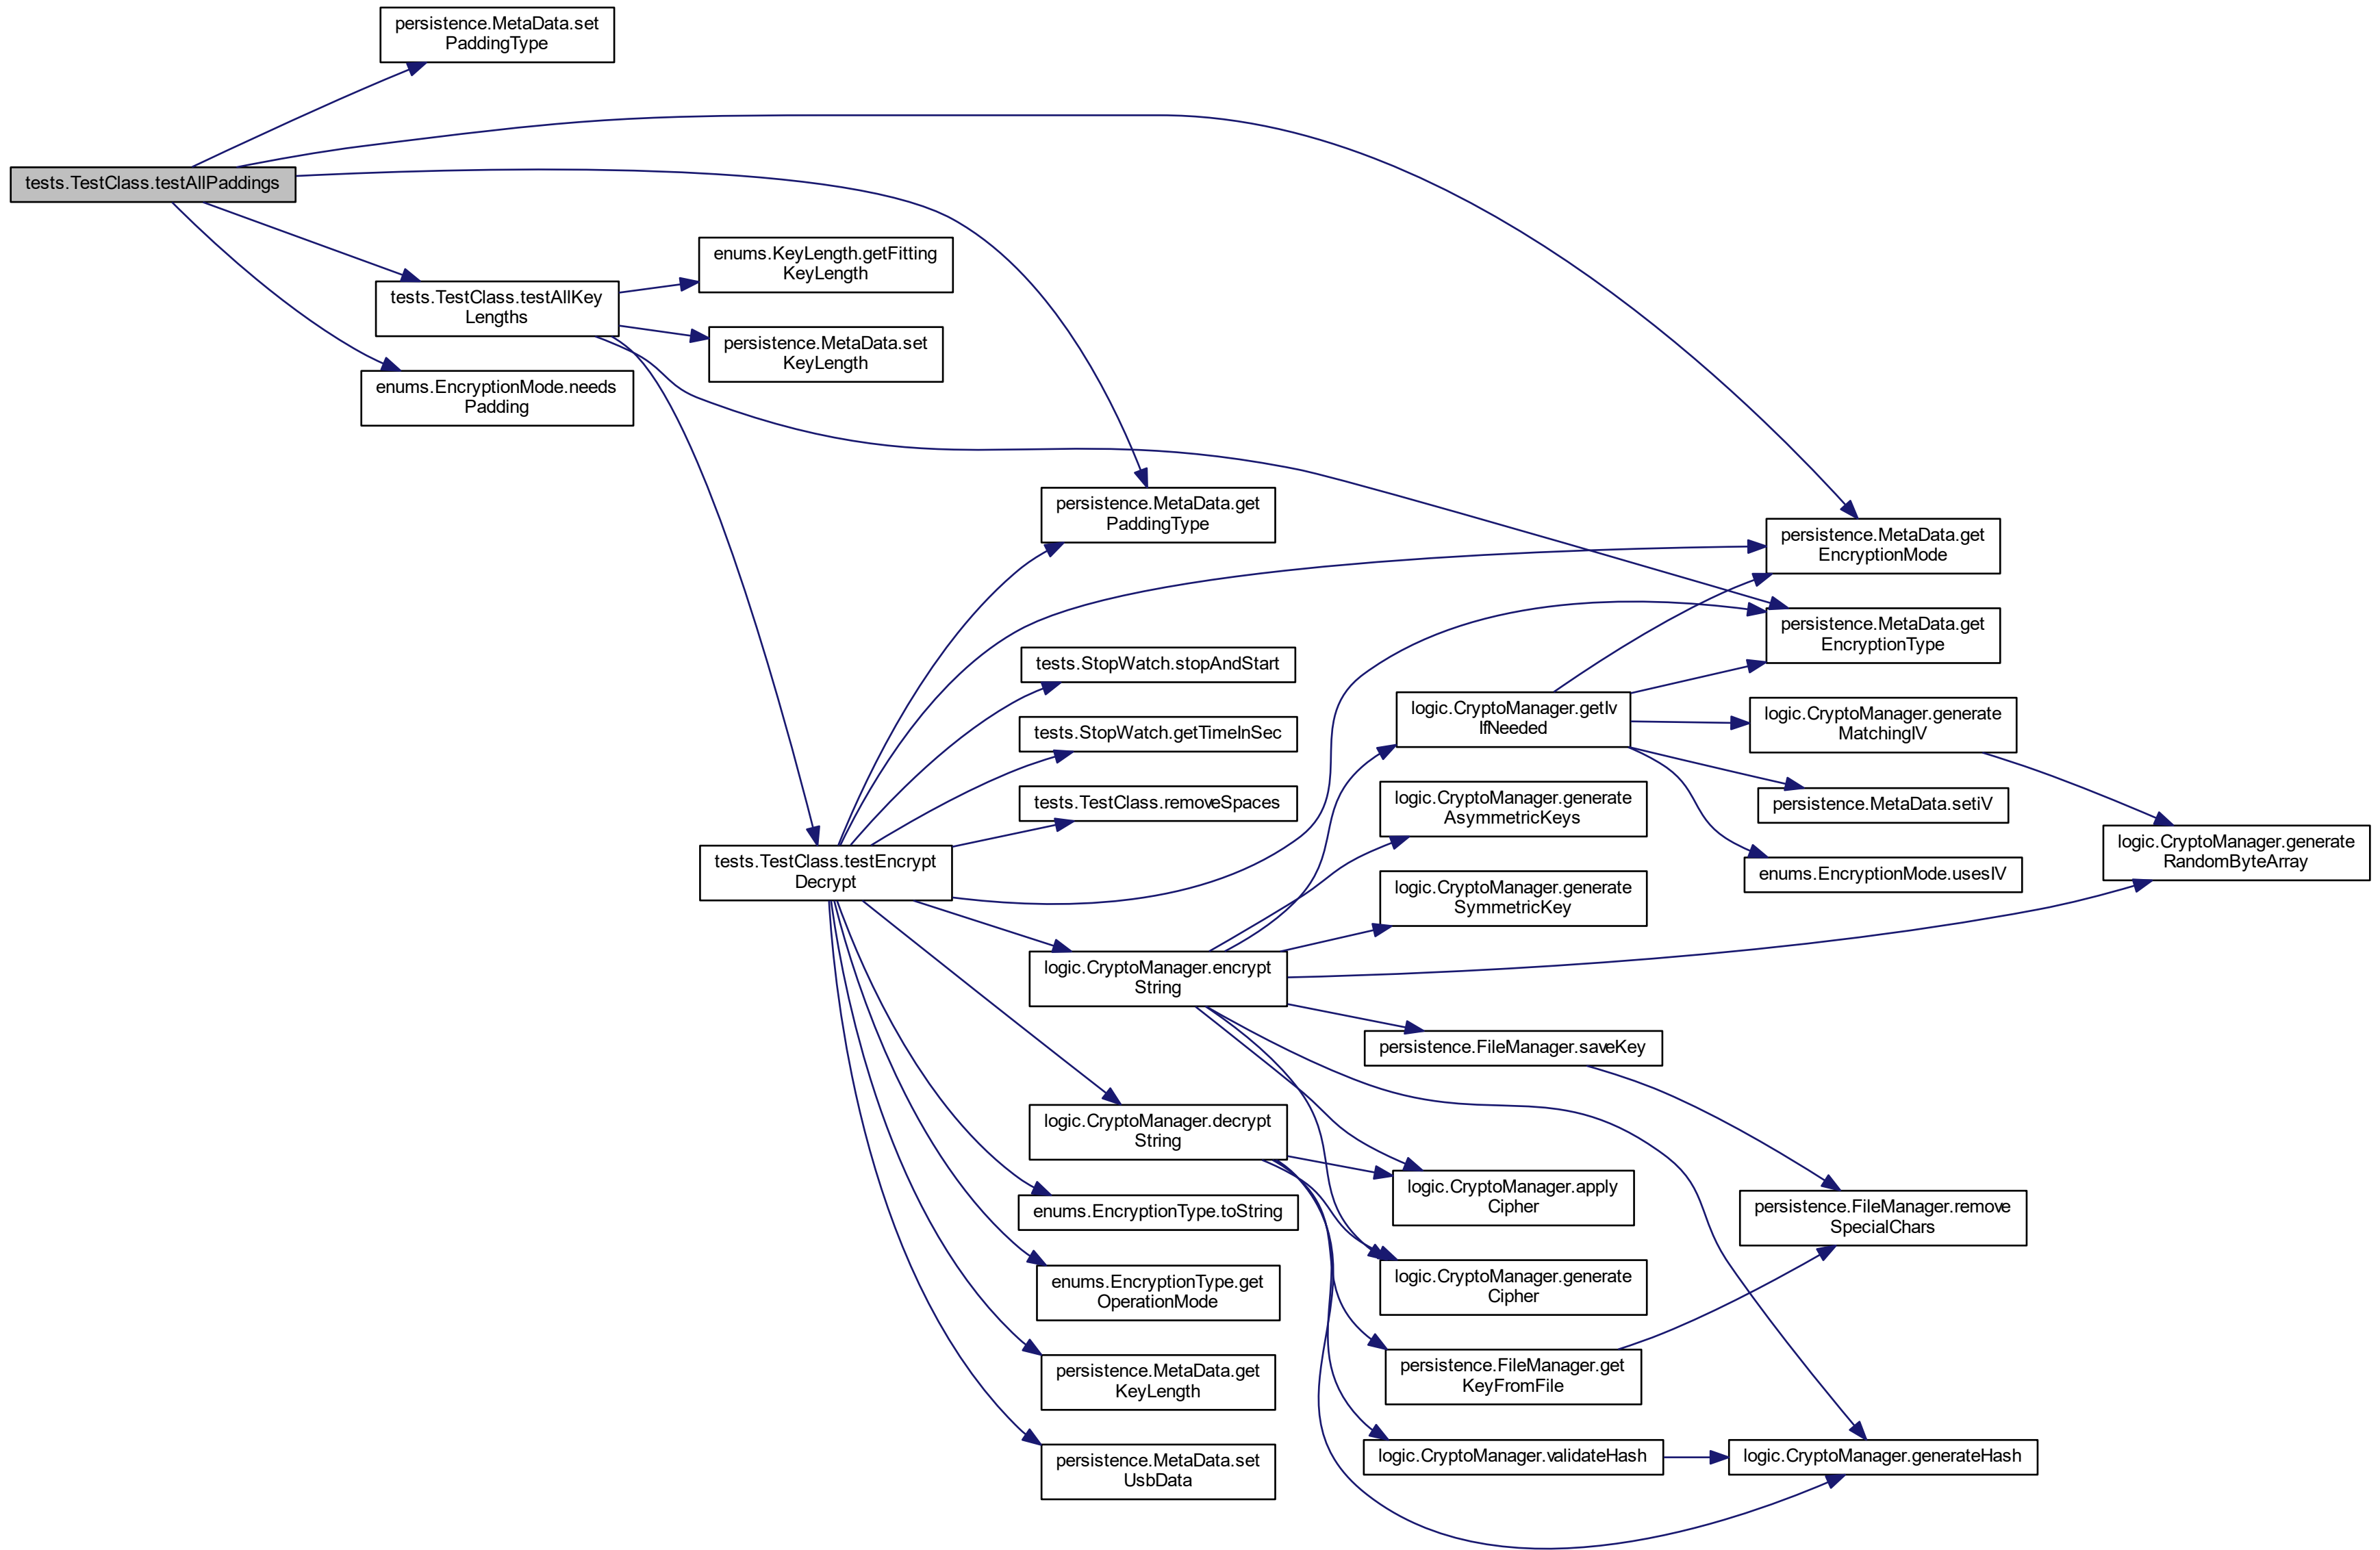 persistence.MetaData.set
PaddingType
tests.TestClass.testAllPaddings
enums.KeyLength.getFitting
KeyLength
tests.TestClass.testAllKey
Lengths
persistence.MetaData.set
KeyLength
enums.EncryptionMode.needs
Padding
persistence.MetaData.get
PaddingType
persistence.MetaData.get
EncryptionMode
persistence.MetaData.get
EncryptionType
tests.StopWatch.stopAndStart
logic.CryptoManager.getIv
IfNeeded
logic.CryptoManager.generate
MatchingIV
tests.StopWatch.getTimeInSec
persistence.MetaData.setiV
tests.TestClass.removeSpaces
logic.CryptoManager.generate
AsymmetricKeys
logic.CryptoManager.generate
RandomByteArray
tests.TestClass.testEncrypt
Decrypt
enums.EncryptionMode.usesIV
logic.CryptoManager.generate
SymmetricKey
logic.CryptoManager.encrypt
String
persistence.FileManager.saveKey
logic.CryptoManager.decrypt
String
logic.CryptoManager.apply
Cipher
enums.EncryptionType.toString
persistence.FileManager.remove
SpecialChars
enums.EncryptionType.get
OperationMode
logic.CryptoManager.generate
Cipher
persistence.MetaData.get
KeyLength
persistence.FileManager.get
KeyFromFile
logic.CryptoManager.validateHash
logic.CryptoManager.generateHash
persistence.MetaData.set
UsbData